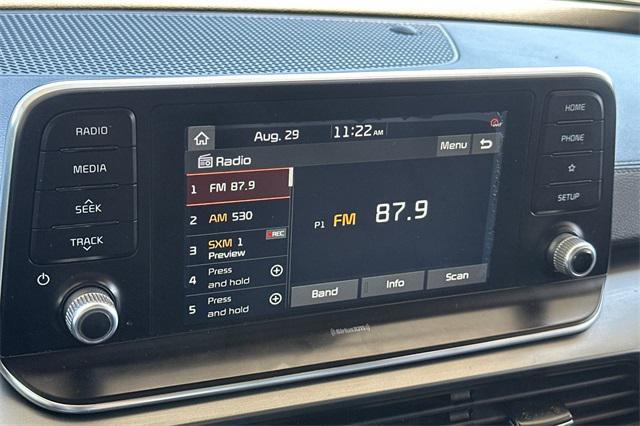 RADIO
MEDIA
SEEK
TRACK
Aug. 29
11:22 AM
OFF
Radio
Menu
1 FM 87.9
2 AM 530
3 SXM 1
REC
Preview
4 Press
and hold
5 Press
and hold
P1 FM 87.9
Band
Info
Scan
((SiriusXM))
HOME
PHONE
SETUP